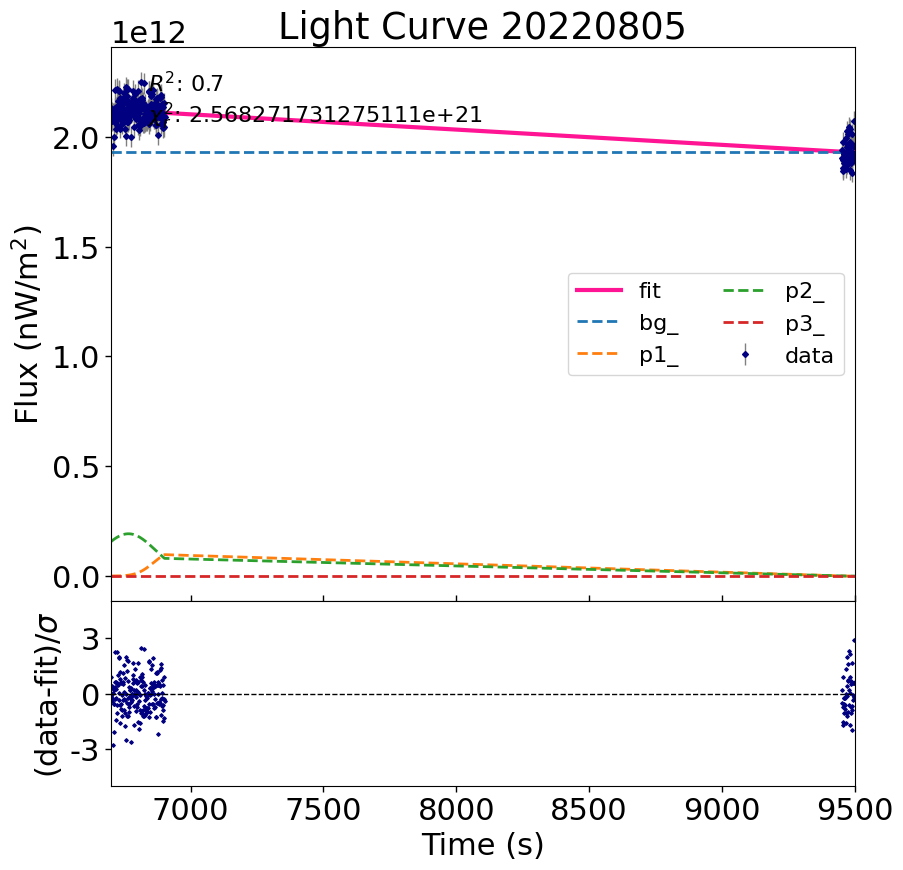 Light Curve 20220805
1e12
R²: 0.7
χ²: 2.568271731275111e+21
2.0
1.5
1.0
0.5
0.0
Flux (nW/m²)
fit
bg_
p1_
p2_
p3_
data
3
0
-3
(data-fit)/σ
7000 7500 8000 8500 9000 9500
Time (s)